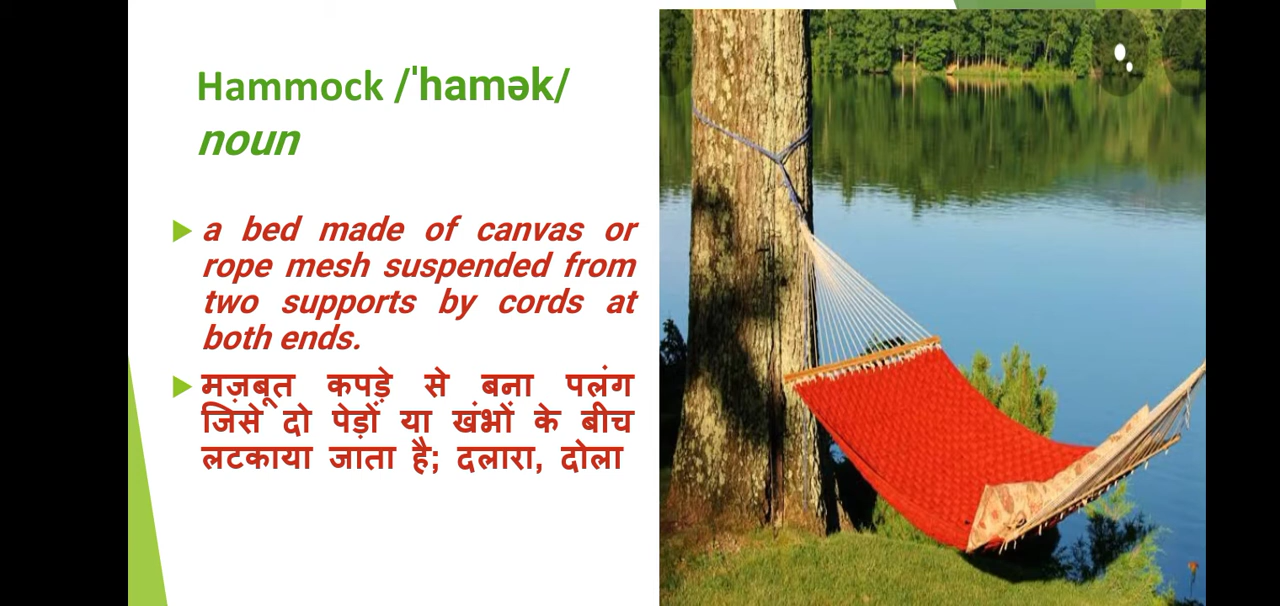 Hammock /ˈhamək/
noun
a bed made of canvas or
rope mesh suspended from
two supports by cords at
both ends.
मज़बूत कपड़े से बना पलंग
जिसे दो पेड़ों या खंभों के बीच
लटकाया जाता है; दलारा, दोला